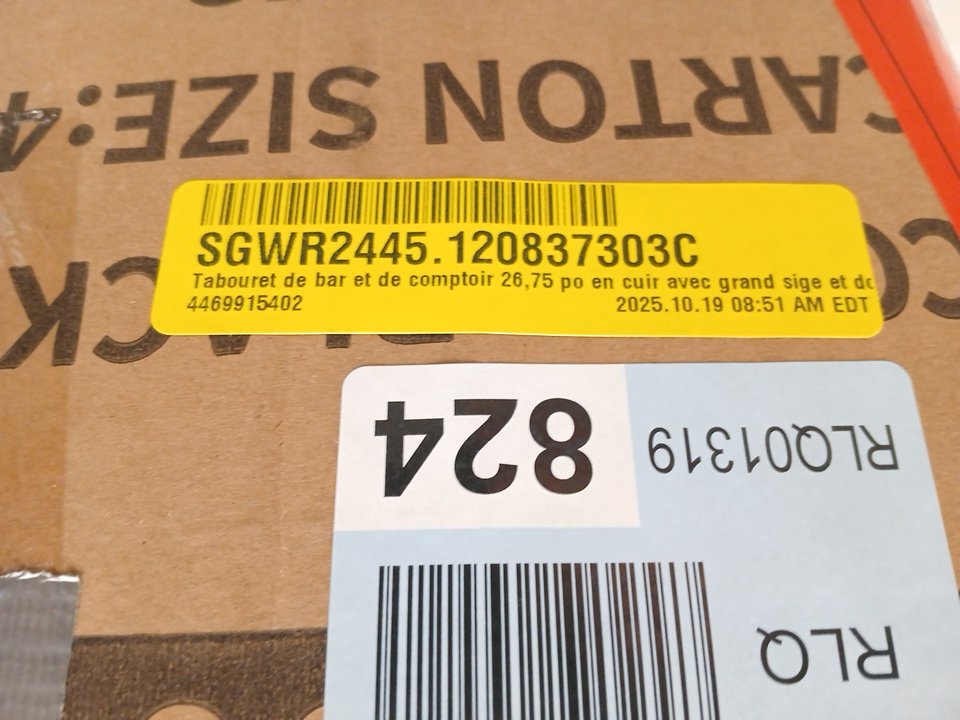 CARTON SIZE:4
BLACK
SGWR2445.120837303C
Tabouret de bar et de comptoir 26,75 po en cuir avec grand sige et do
4469915402 2025.10.19 08:51 AM EDT
824
RLQ01319
RLQ